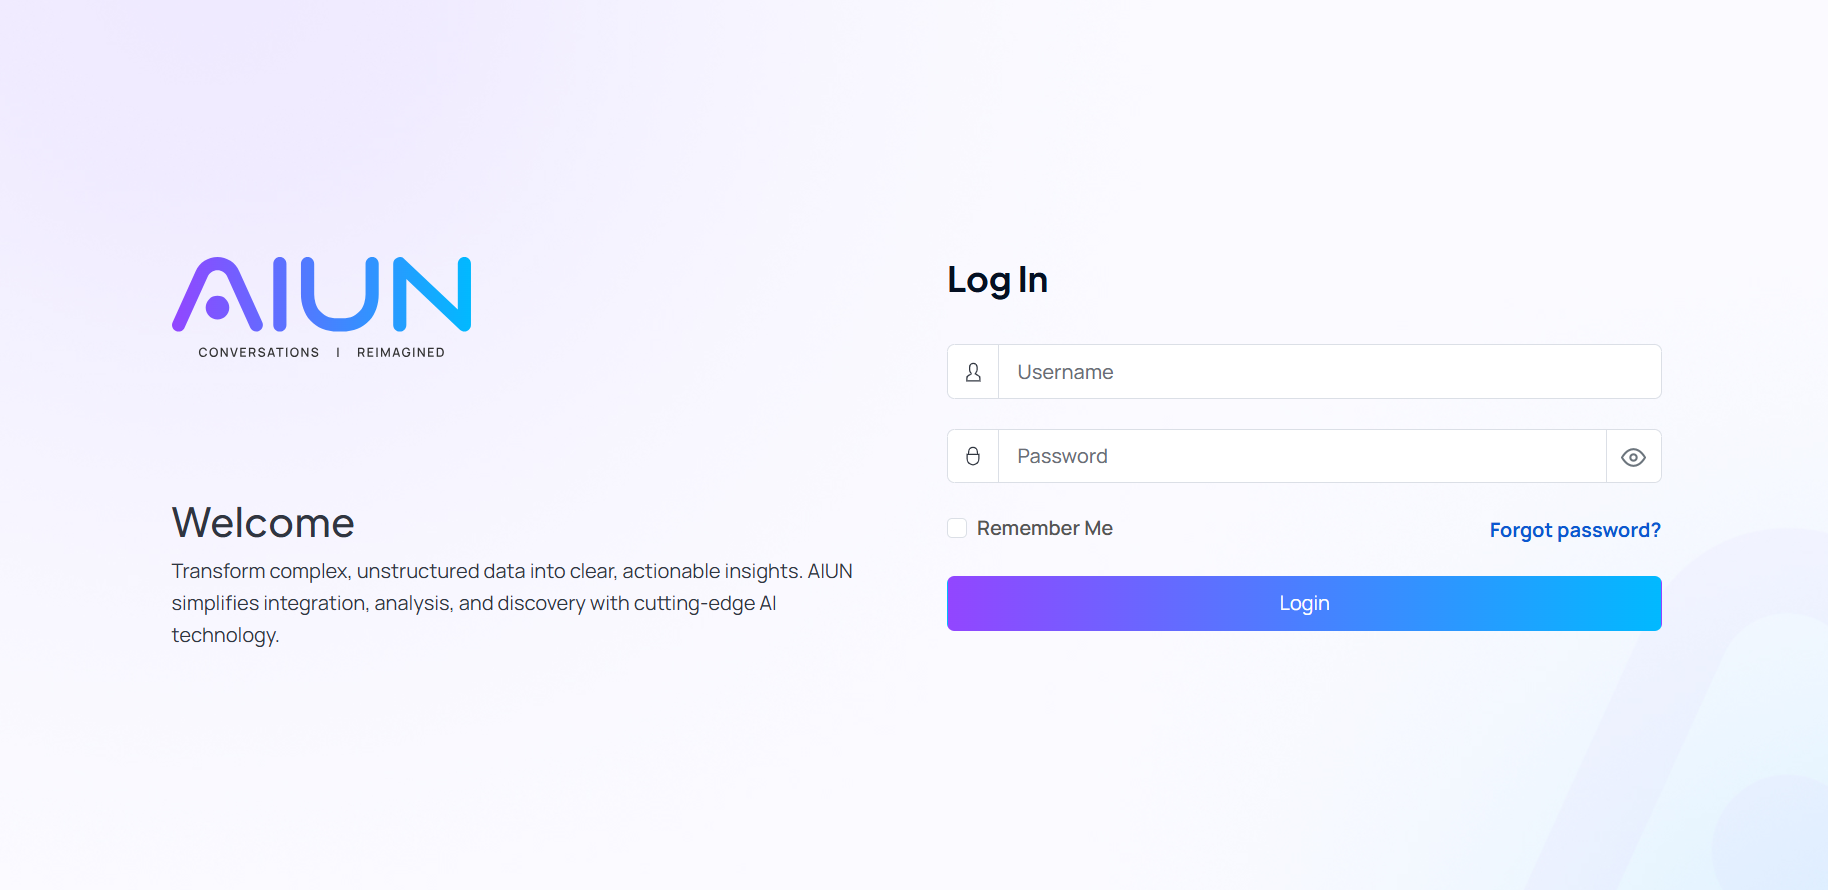 AIUN
CONVERSATIONS | REIMAGINED
Welcome
Transform complex, unstructured data into clear, actionable insights. AIUN
simplifies integration, analysis, and discovery with cutting-edge AI
technology.
Log In
Username
Password
Remember Me
Forgot password?
Login